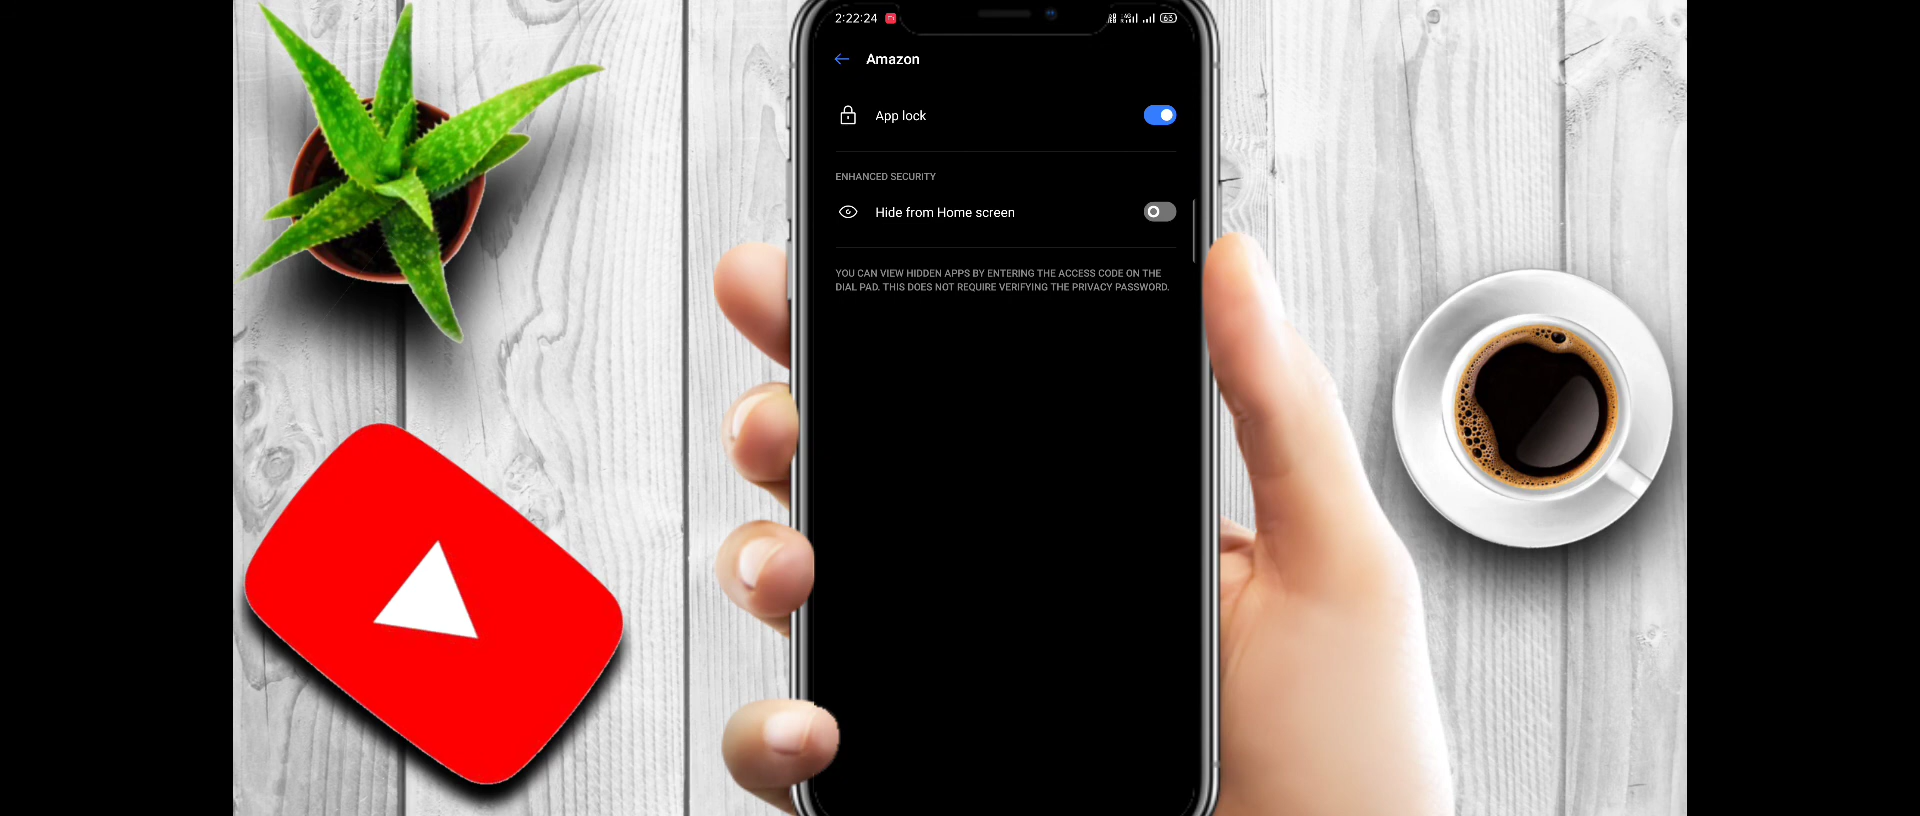 2:22:24 63
Amazon
App lock
ENHANCED SECURITY
Hide from Home screen
YOU CAN VIEW HIDDEN APPS BY ENTERING THE ACCESS CODE ON THE
DIAL PAD. THIS DOES NOT REQUIRE VERIFYING THE PRIVACY PASSWORD.